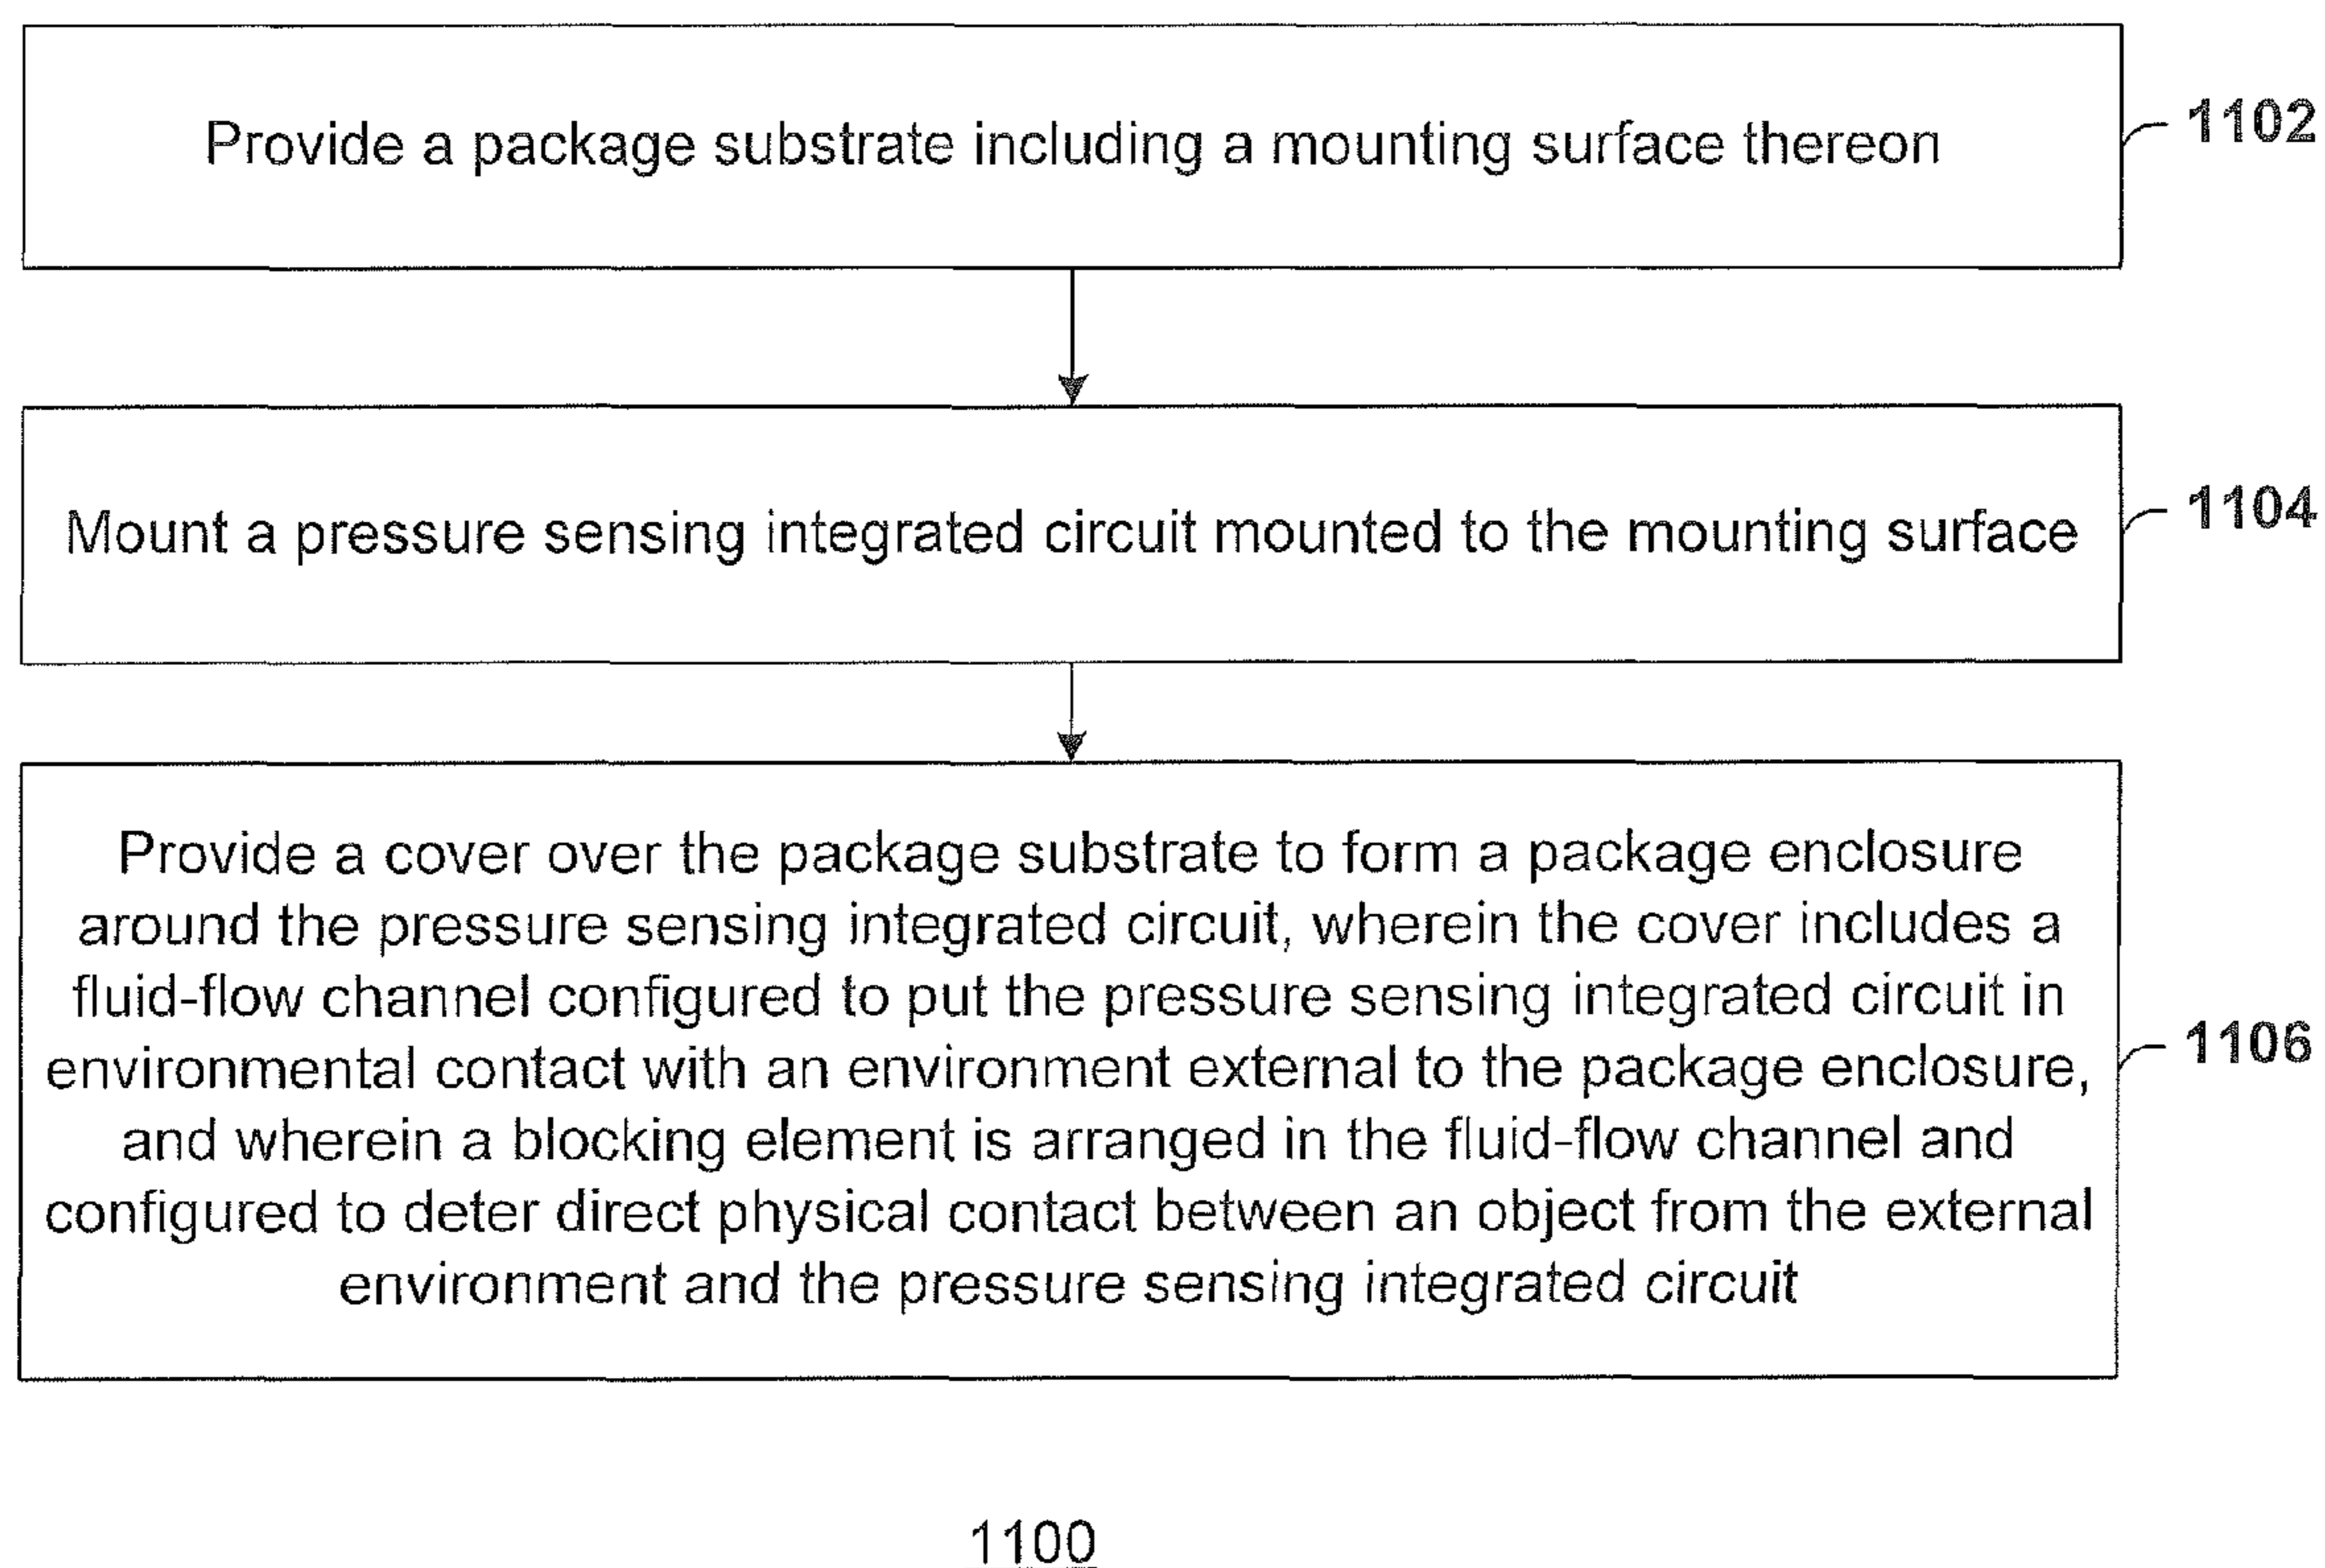 Provide a package substrate including a mounting surface thereon
1102
Mount a pressure sensing integrated circuit mounted to the mounting surface
1104
Provide a cover over the package substrate to form a package enclosure
around the pressure sensing integrated circuit, wherein the cover includes a
fluid-flow channel configured to put the pressure sensing integrated circuit in
environmental contact with an environment external to the package enclosure,
and wherein a blocking element is arranged in the fluid-flow channel and
configured to deter direct physical contact between an object from the external
environment and the pressure sensing integrated circuit
1106
1100